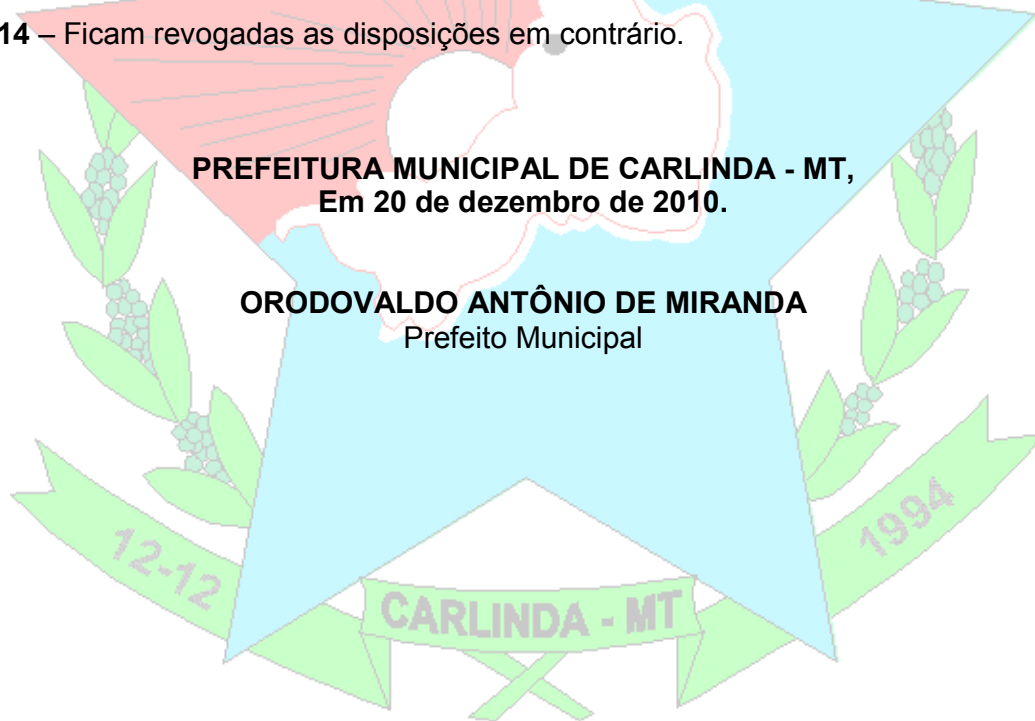 14 – Ficam revogadas as disposições em contrário.
PREFEITURA MUNICIPAL DE CARLINDA - MT,
Em 20 de dezembro de 2010.
ORODOVALDO ANTÔNIO DE MIRANDA
Prefeito Municipal
12-12
CARLINDA - MT
1994